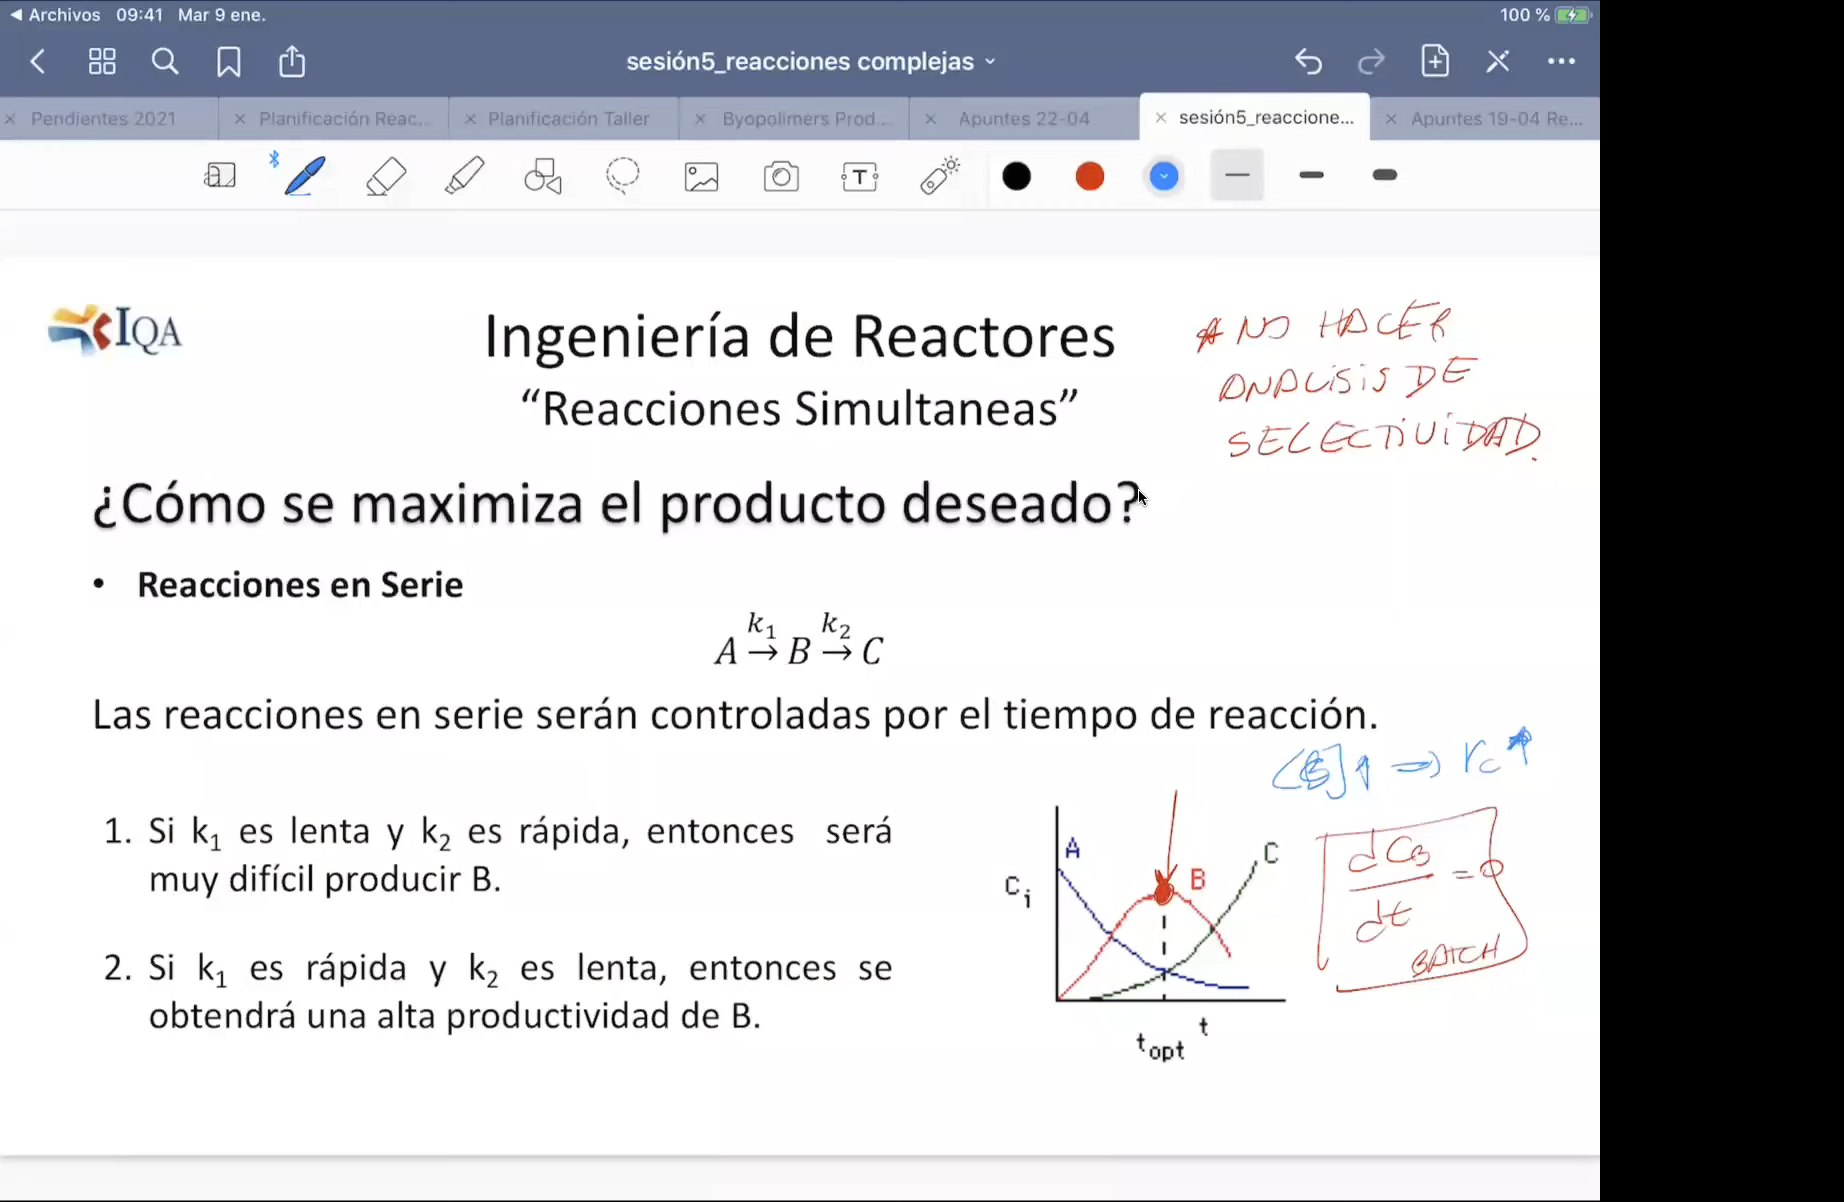 Archivos 09:41 Mar 9 ene. 100 %
sesión5_reacciones complejas
Pendientes 2021
Planificación Reac...
Planificación Taller
Byopolimers Prod...
Apuntes 22-04
sesión5_reaccione...
Apuntes 19-04 Re...
T
IQA
Ingeniería de Reactores
“Reacciones Simultaneas”
* NO HACER
ANALISIS DE
SELECTIVIDAD.
¿Cómo se maximiza el producto deseado?
• Reacciones en Serie
A k₁→ B k₂→ C
Las reacciones en serie serán controladas por el tiempo de reacción.
[B]↑ ⇒ rc↑
1. Si k₁ es lenta y k₂ es rápida, entonces será
muy difícil producir B.
2. Si k₁ es rápida y k₂ es lenta, entonces se
obtendrá una alta productividad de B.
A
B
C
Ci
t
topt
dCB/dt = 0
BATCH